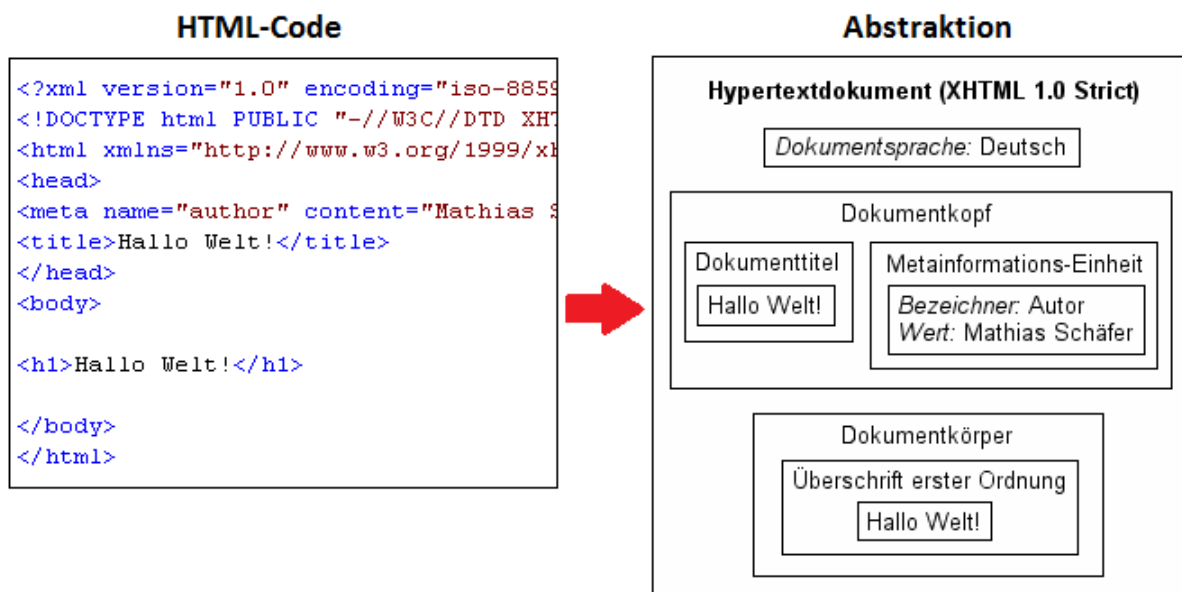 HTML-Code
<?xml version="1.0" encoding="iso-8859
<!DOCTYPE html PUBLIC "-//W3C//DTD XHT
<html xmlns="http://www.w3.org/1999/xh
<head>
<meta name="author" content="Mathias S
<title>Hallo Welt!</title>
</head>
<body>
<h1>Hallo Welt!</h1>
</body>
</html>
Abstraktion
Hypertextdokument (XHTML 1.0 Strict)
Dokumentsprache: Deutsch
Dokumentkopf
Dokumenttitel
Hallo Welt!
Metainformations-Einheit
Bezeichner: Autor
Wert: Mathias Schäfer
Dokumentkörper
Überschrift erster Ordnung
Hallo Welt!